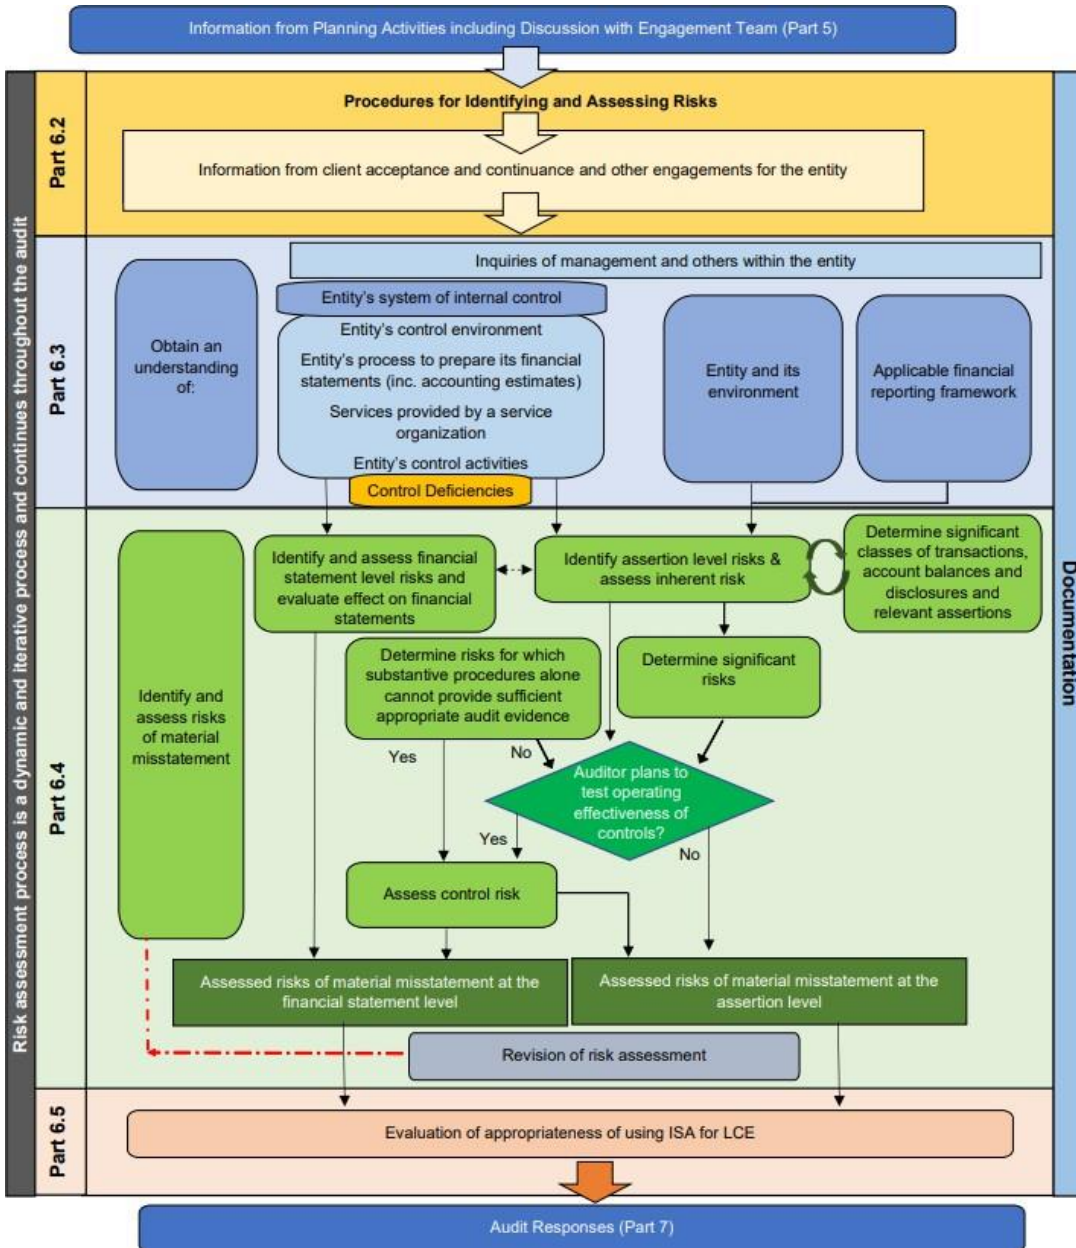 Information from Planning Activities including Discussion with Engagement Team (Part 5)
Risk assessment process is a dynamic and iterative process and continues throughout the audit
Documentation
Part 6.2
Procedures for Identifying and Assessing Risks
Information from client acceptance and continuance and other engagements for the entity
Part 6.3
Inquiries of management and others within the entity
Obtain an
understanding
of:
Entity's system of internal control
Entity's control environment
Entity's process to prepare its financial
statements (inc. accounting estimates)
Services provided by a service
organization
Entity's control activities
Control Deficiencies
Entity and its
environment
Applicable financial
reporting framework
Part 6.4
Identify and
assess risks
of material
misstatement
Identify and assess financial
statement level risks and
evaluate effect on financial
statements
Identify assertion level risks &
assess inherent risk
Determine significant
classes of transactions,
account balances and
disclosures and
relevant assertions
Determine risks for which
substantive procedures alone
cannot provide sufficient
appropriate audit evidence
Determine significant
risks
Yes
No
Auditor plans to
test operating
effectiveness of
controls?
Yes
No
Assess control risk
Assessed risks of material misstatement at the
financial statement level
Assessed risks of material misstatement at the
assertion level
Revision of risk assessment
Part 6.5
Evaluation of appropriateness of using ISA for LCE
Audit Responses (Part 7)